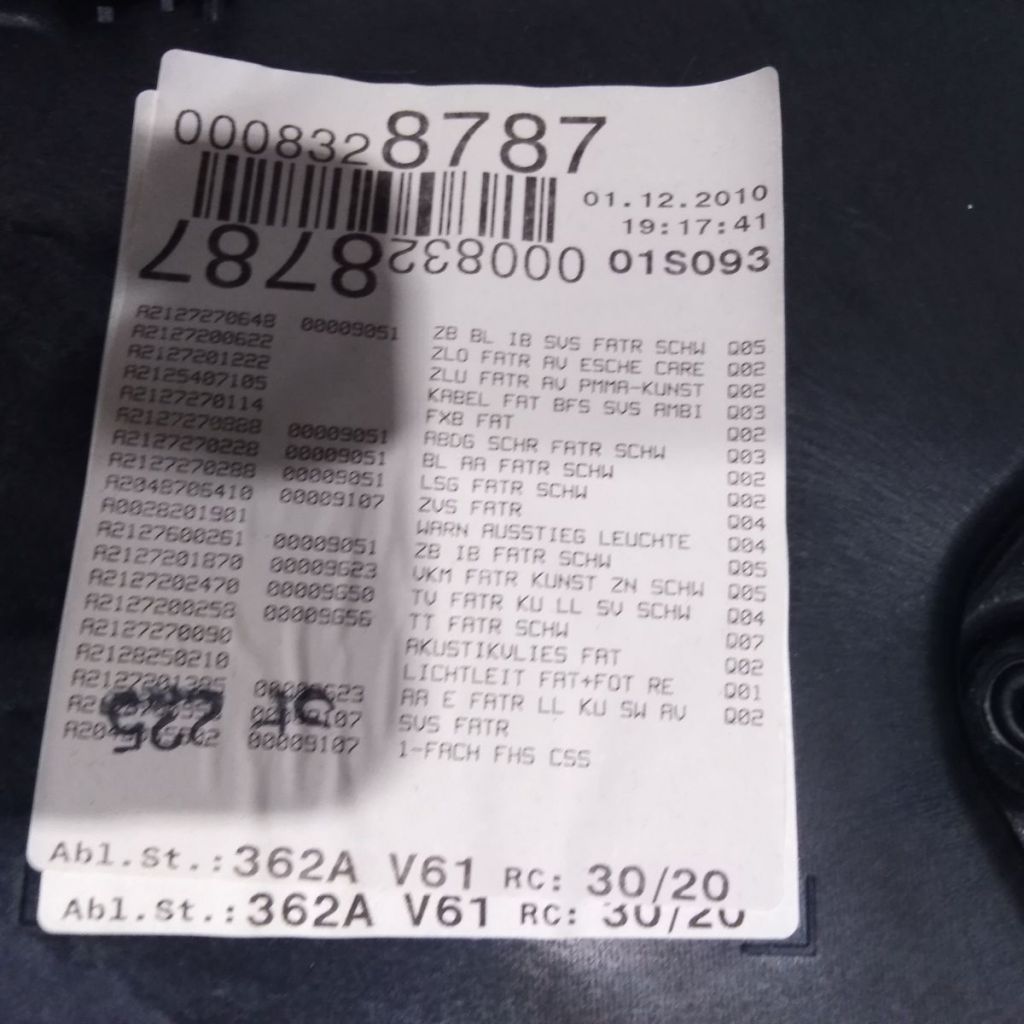 0008328787
01.12.2010
19:17:41
0008328787 01S093
A2127270648 00009051 ZB BL IB SVS FATR SCHW Q05
A2127200622 ZLO FATR AV ESCHE CARE Q02
A2127201222 ZLU FATR AV PMMA-KUNST Q02
A2125407105 KABEL FAT BFS SVS AMBI Q03
A2127270114 FXB FAT Q02
A2127270888 00009051 ABDG SCHR FATR SCHW Q03
A2127270228 00009051 BL AA FATR SCHW Q02
A2127270288 00009051 LSG FATR SCHW Q02
A2048706410 00009107 ZVS FATR Q04
A0028201901 WARN AUSSTIEG LEUCHTE Q04
A2127600261 00009051 ZB IB FATR SCHW Q05
A2127201870 00009G23 VKM FATR KUNST ZN SCHW Q05
A2127202470 00009G50 TV FATR KU LL SV SCHW Q04
A2127200258 00009G56 TT FATR SCHW Q07
A2127270090 AKUSTIKVLIES FAT Q02
A2128250210 LICHTLEIT FAT+FOT RE Q01
AA E FATR LL KU SW AV Q02
00009107 SVS FATR
00009107 1-FACH FHS CSS
Abl.St.:362A V61 RC: 30/20
Abl.St.:362A V61 RC: 30/20